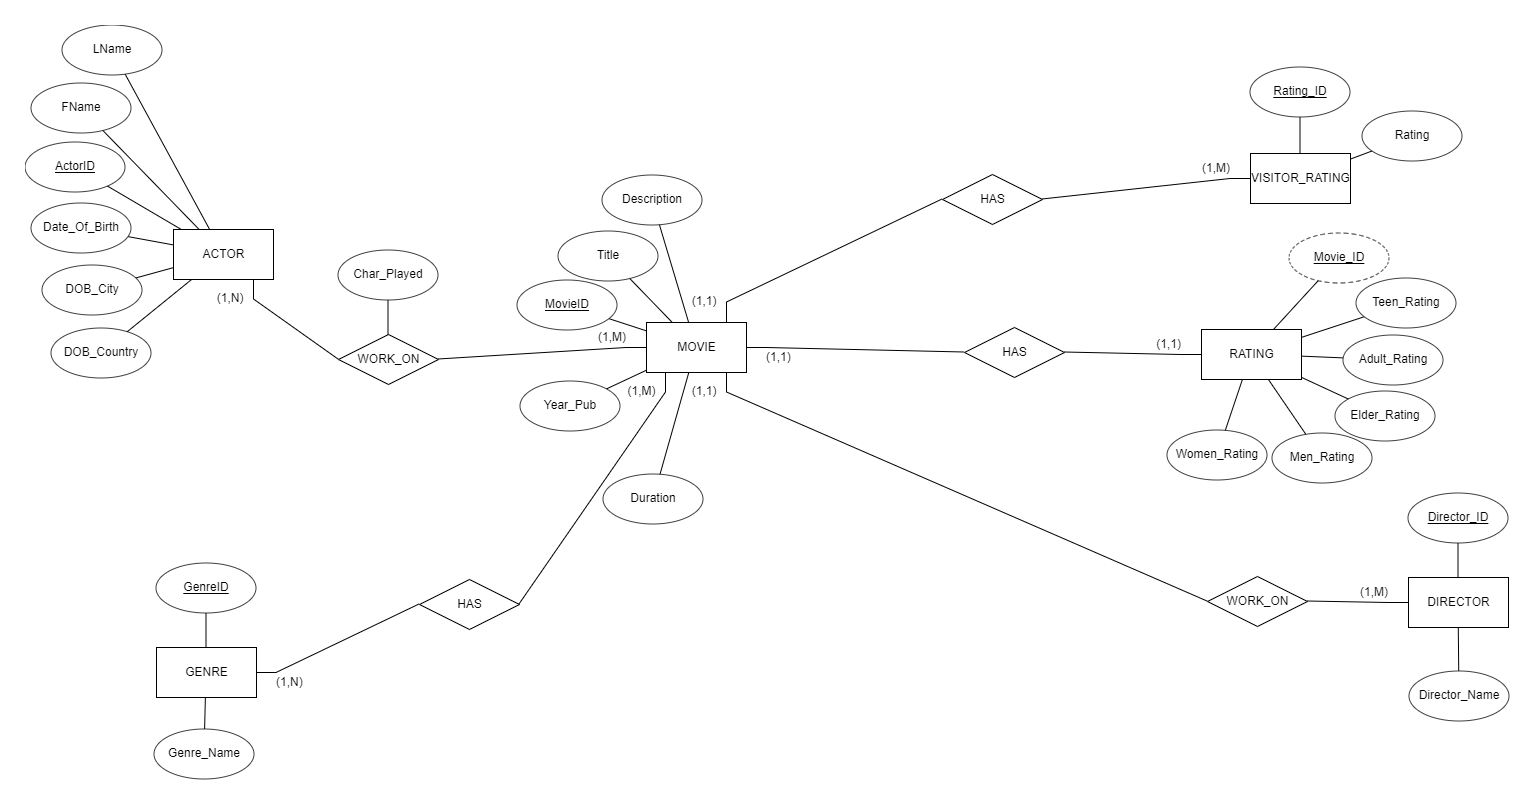 LName
FName
Rating_ID
Rating
ActorID
VISITOR_RATING
(1,M)
HAS
Description
Date_Of_Birth
ACTOR
Title
Movie_ID
Char_Played
DOB_City
(1,N)
MovieID
(1,1)
Teen_Rating
(1,M)
MOVIE
(1,1)
HAS
(1,1)
RATING
DOB_Country
WORK_ON
Adult_Rating
Year_Pub
(1,M)
(1,1)
Elder_Rating
Women_Rating
Men_Rating
Duration
Director_ID
GenreID
HAS
WORK_ON
(1,M)
DIRECTOR
GENRE
(1,N)
Director_Name
Genre_Name